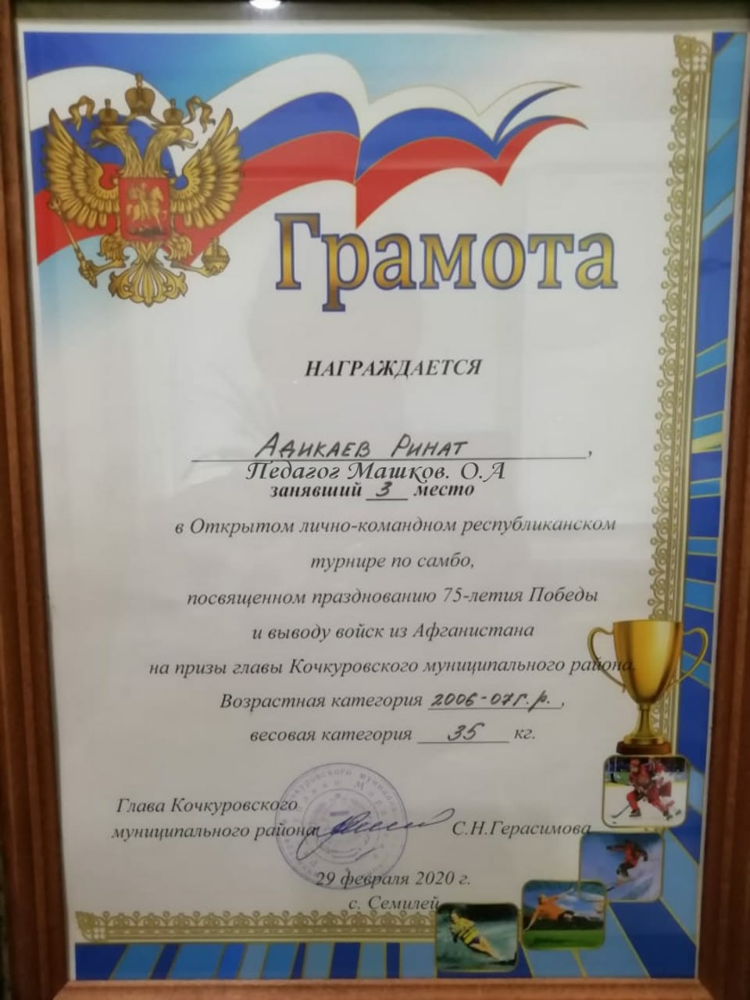 Грамота
НАГРАЖДАЕТСЯ
Адикаев Ринат,
Педагог Машков. О.А
занявший 3 место
в Открытом лично-командном республиканском
турнире по самбо,
посвященном празднованию 75-летия Победы
и выводу войск из Афганистана
на призы главы Кочкуровского муниципального района.
Возрастная категория 2006-07г.р.,
весовая категория 35 кг.
Глава Кочкуровского
муниципального района
С.Н.Герасимова
29 февраля 2020 г.
с. Семилей